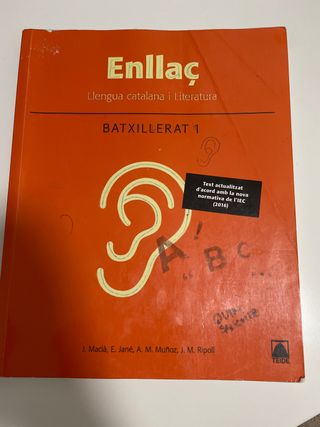 Enllaç
Llengua catalana i Literatura
BATXILLERAT 1
Text actualitzat
d'acord amb la nova
normativa de l'IEC
(2016)
A!
.. B C ...
J. Macià, E. Jané, A. M. Muñoz, J. M. Ripoll
TEIDE